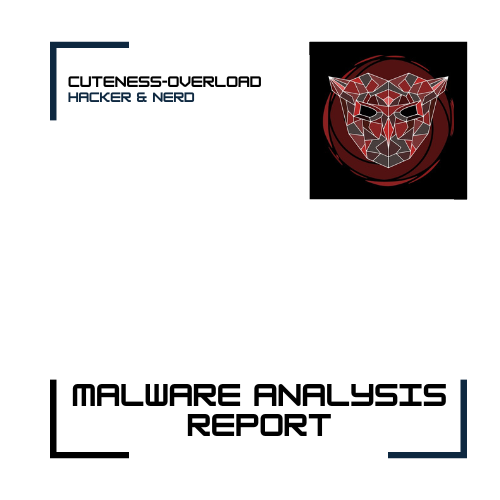 CUTENESS-OVERLOAD
HACKER & NERD
MALWARE ANALYSIS
REPORT